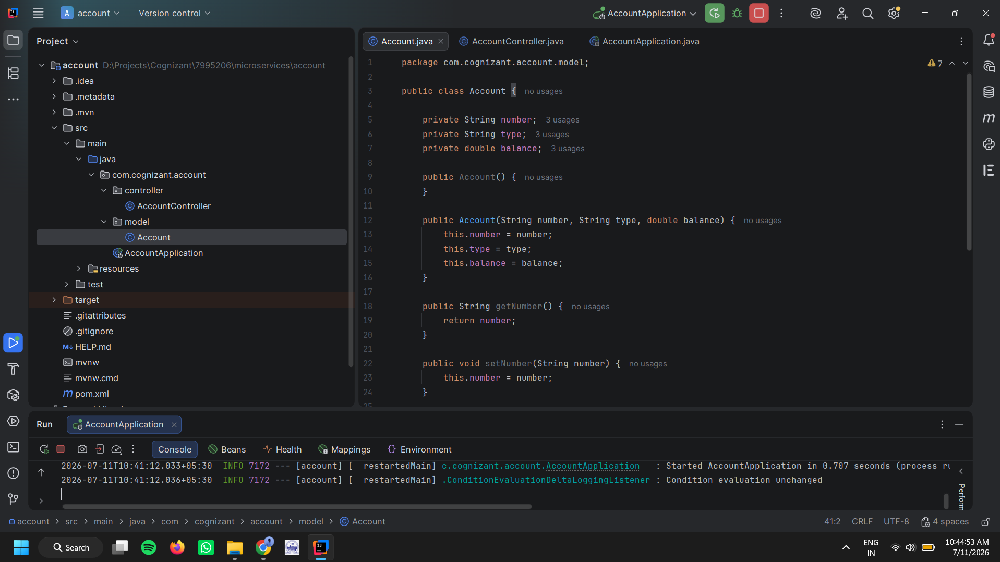 account
Version control
AccountApplication
Project
account D:\Projects\Cognizant\7995206\microservices\account
.idea
.metadata
.mvn
src
main
java
com.cognizant.account
controller
AccountController
model
Account
AccountApplication
resources
test
target
.gitattributes
.gitignore
HELP.md
mvnw
mvnw.cmd
pom.xml
Account.java
AccountController.java
AccountApplication.java
7
1 package com.cognizant.account.model;
2
3 public class Account { no usages
4
5 private String number; 3 usages
6 private String type; 3 usages
7 private double balance; 3 usages
8
9 public Account() { no usages
10 }
11
12 public Account(String number, String type, double balance) { no usages
13 this.number = number;
14 this.type = type;
15 this.balance = balance;
16 }
17
18 public String getNumber() { no usages
19 return number;
20 }
21
22 public void setNumber(String number) { no usages
23 this.number = number;
24 }
25
Run AccountApplication
Console Beans Health Mappings Environment
2026-07-11T10:41:12.033+05:30 INFO 7172 --- [account] [ restartedMain] c.cognizant.account.AccountApplication : Started AccountApplication in 0.707 seconds (process ru
2026-07-11T10:41:12.036+05:30 INFO 7172 --- [account] [ restartedMain] .ConditionEvaluationDeltaLoggingListener : Condition evaluation unchanged
Perform
account > src > main > java > com > cognizant > account > model > Account
41:2 CRLF UTF-8 4 spaces
Search
ENG
IN
10:44:53 AM
7/11/2026